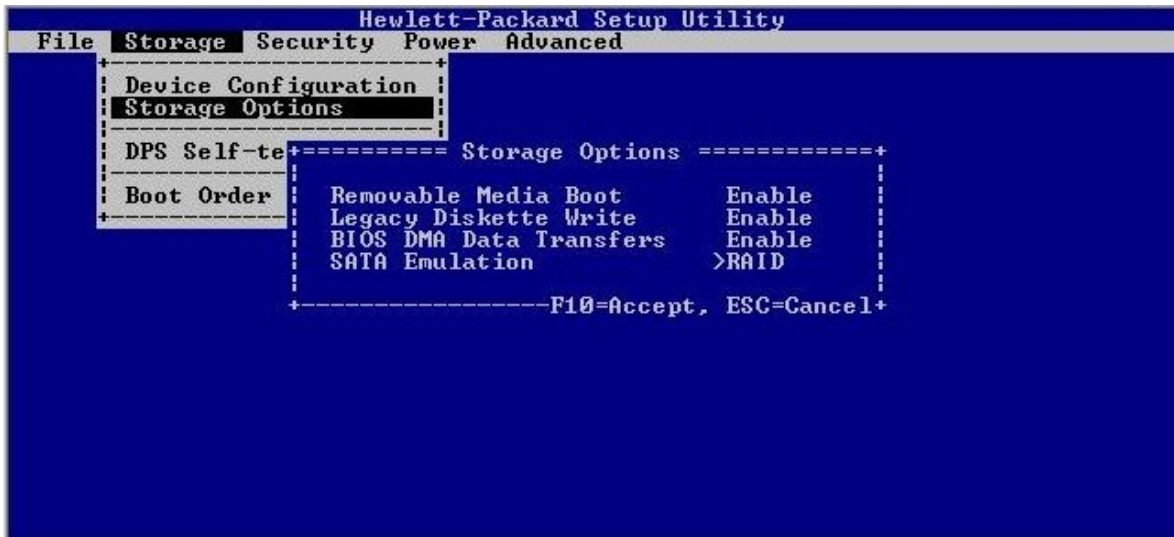 Hewlett-Packard Setup Utility
File Storage Security Power Advanced
Device Configuration
Storage Options
DPS Self-te
Boot Order
Storage Options
Removable Media Boot Enable
Legacy Diskette Write Enable
BIOS DMA Data Transfers Enable
SATA Emulation >RAID
F10=Accept, ESC=Cancel